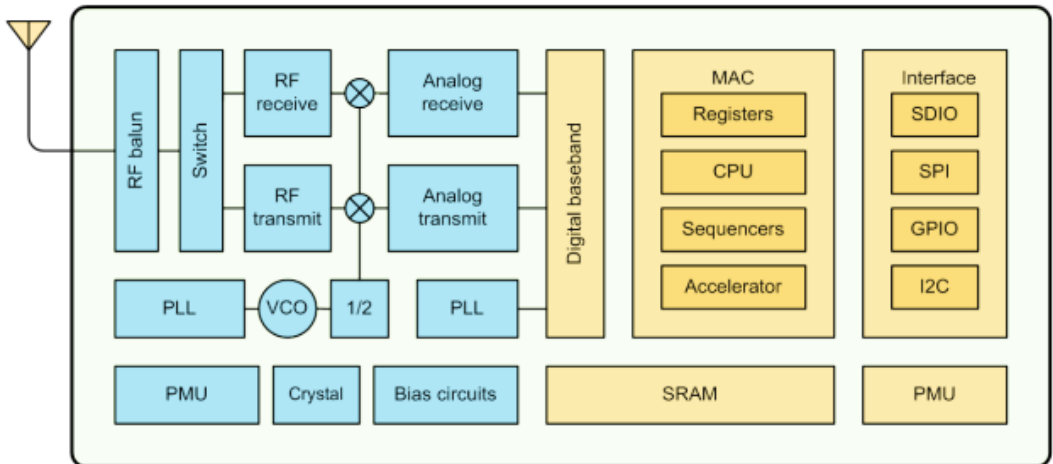 RF balun
Switch
RF
receive
Analog
receive
RF
transmit
Analog
transmit
Digital baseband
MAC
Registers
CPU
Sequencers
Accelerator
Interface
SDIO
SPI
GPIO
I2C
PLL
VCO
1/2
PLL
PMU
Crystal
Bias circuits
SRAM
PMU